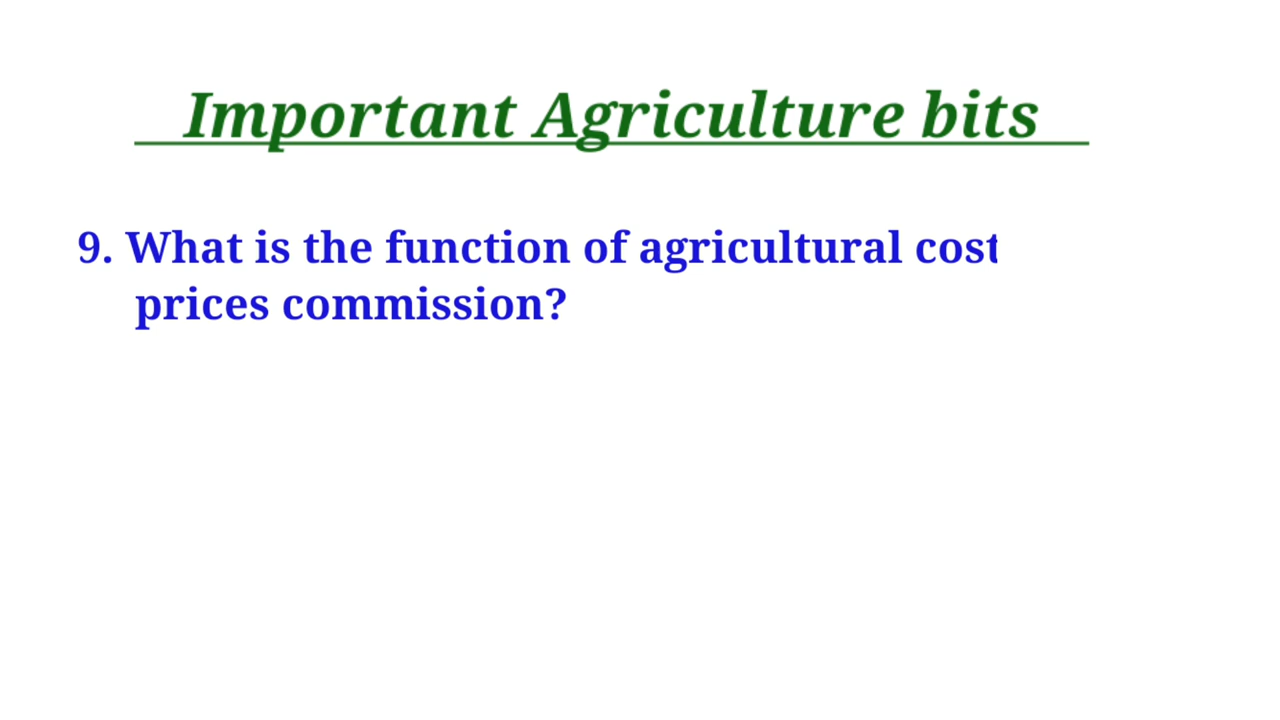 Important Agriculture bits
9. What is the function of agricultural cost
prices commission?